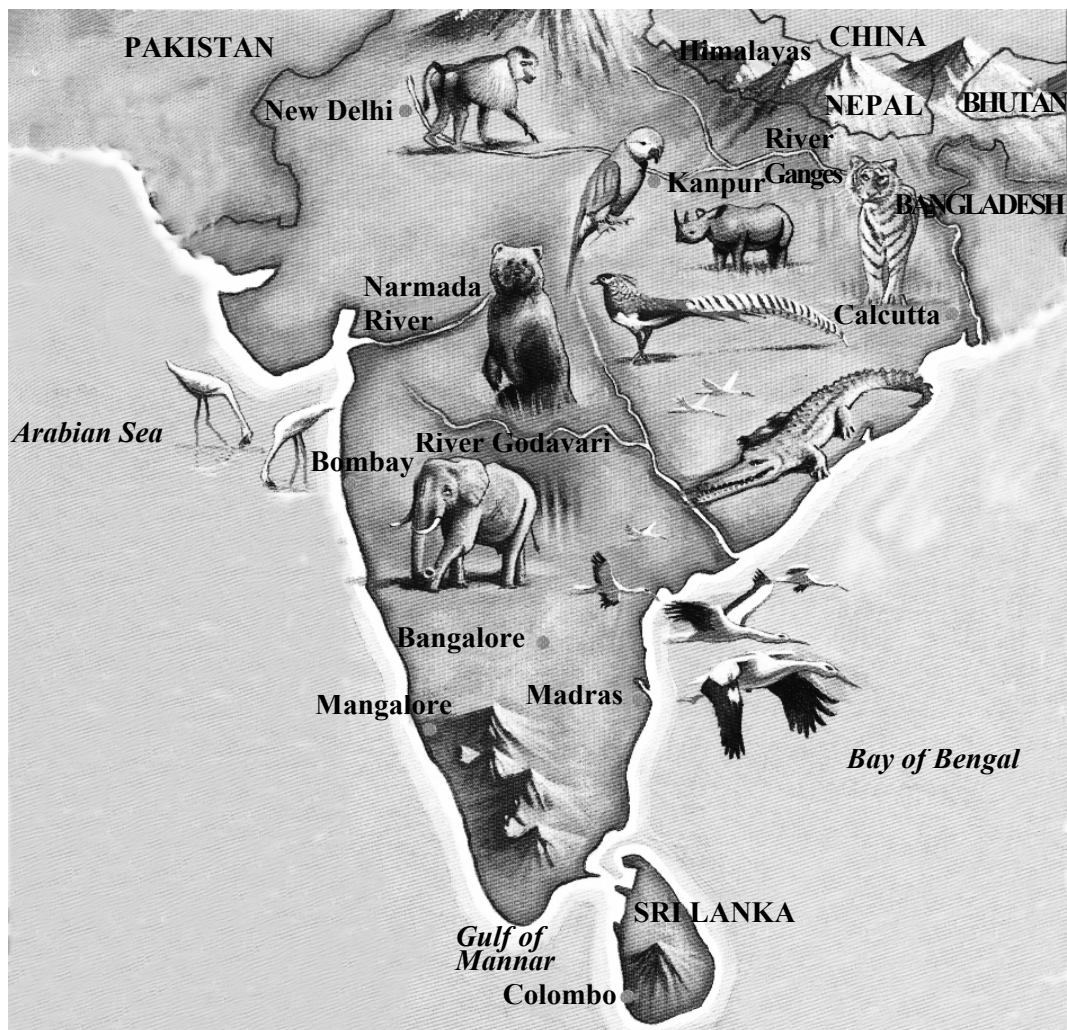 PAKISTAN
CHINA
Himalayas
NEPAL
BHUTAN
New Delhi
River
Ganges
Kanpur
BANGLADESH
Narmada
River
Calcutta
Arabian Sea
River Godavari
Bombay
Bangalore
Madras
Mangalore
Bay of Bengal
SRI LANKA
Gulf of
Mannar
Colombo